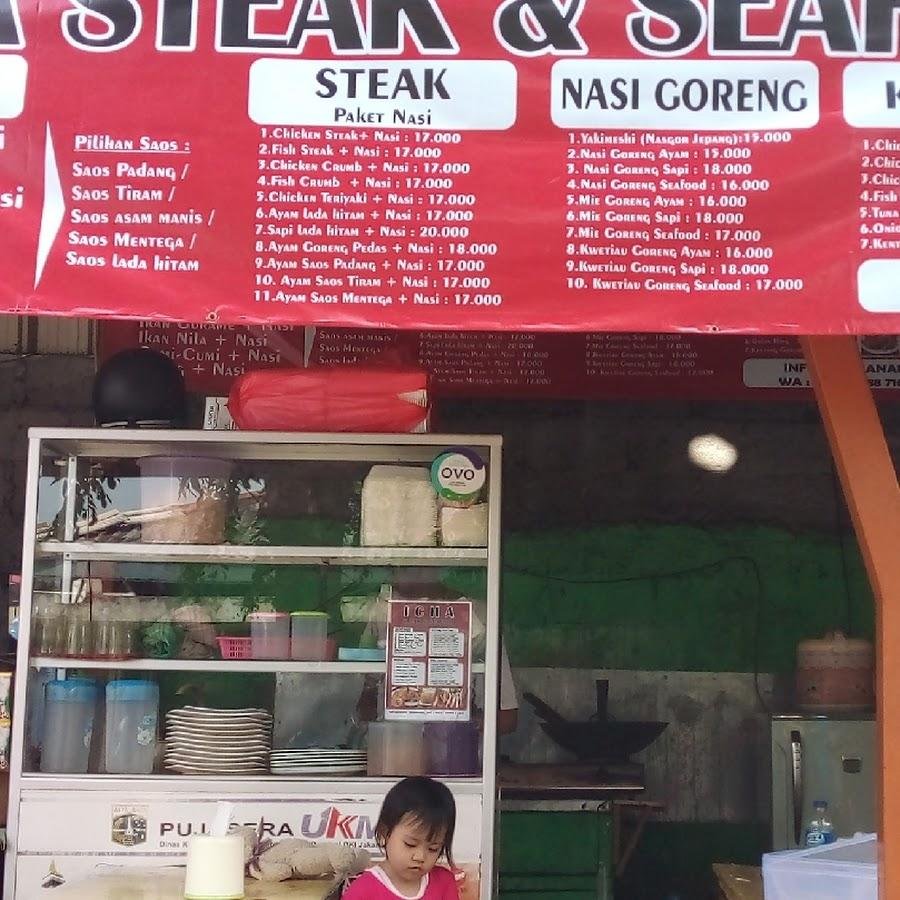 STEAK & SEAF
Pilihan Saos :
Saos Padang /
Saos Tiram /
Saos asam manis /
Saos Mentega /
Saos lada hitam
STEAK
Paket Nasi
1.Chicken Steak+ Nasi : 17.000
2.Fish Steak + Nasi : 17.000
3.Chicken Crumb + Nasi : 17.000
4.Fish Crumb + Nasi : 17.000
5.Chicken Teriyaki + Nasi : 17.000
6.Ayam lada hitam + Nasi : 17.000
7.Sapi lada hitam + Nasi : 20.000
8.Ayam Goreng Pedas + Nasi : 18.000
9.Ayam Saos Padang + Nasi : 17.000
10. Ayam Saos Tiram + Nasi : 17.000
11.Ayam Saos Mentega + Nasi : 17.000
NASI GORENG
1.Yakimeshi (Nasgor Jepang):15.000
2.Nasi Goreng Ayam : 15.000
3. Nasi Goreng Sapi : 18.000
4.Nasi Goreng Seafood : 16.000
5.Mie Goreng Ayam : 16.000
6.Mie Goreng Sapi : 18.000
7.Mie Goreng Seafood : 17.000
8.Kwetiau Goreng Ayam : 16.000
9.Kwetiau Goreng Sapi : 18.000
10. Kwetiau Goreng Seafood : 17.000
Ikan Gurame + Nasi
Ikan Nila + Nasi
Cumi-Cumi + Nasi
+ Nasi
WA :
OVO
ICHA
UKM